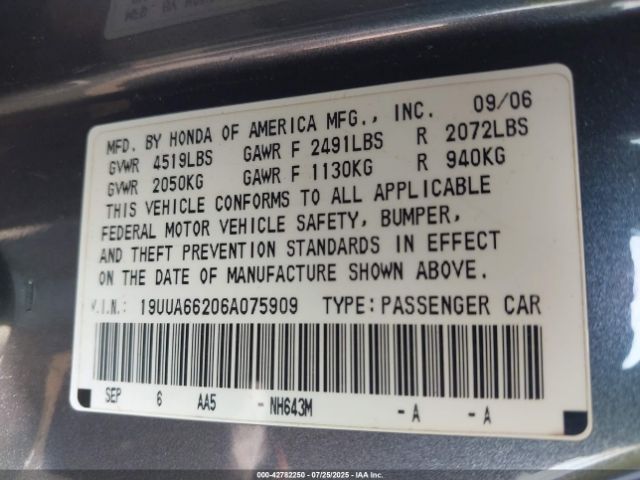 MFD. BY HONDA OF AMERICA MFG., INC. 09/06
GVWR 4519LBS GAWR F 2491LBS R 2072LBS
GVWR 2050KG GAWR F 1130KG R 940KG
THIS VEHICLE CONFORMS TO ALL APPLICABLE
FEDERAL MOTOR VEHICLE SAFETY, BUMPER,
AND THEFT PREVENTION STANDARDS IN EFFECT
ON THE DATE OF MANUFACTURE SHOWN ABOVE.
V.I.N.: 19UUA66206A075909 TYPE: PASSENGER CAR
SEP 6 AA5 - NH643M - A - A
000-42782250 | 07/25/2025 | IAA Inc.